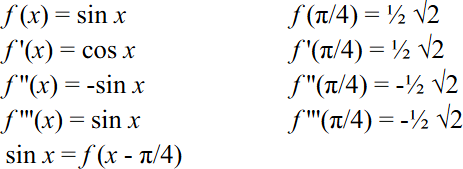 f(x) = sin x f(π/4) = ½ √2
f'(x) = cos x f'(π/4) = ½ √2
f"(x) = -sin x f"(π/4) = -½ √2
f'"(x) = sin x f'"(π/4) = -½ √2
sin x = f(x - π/4)